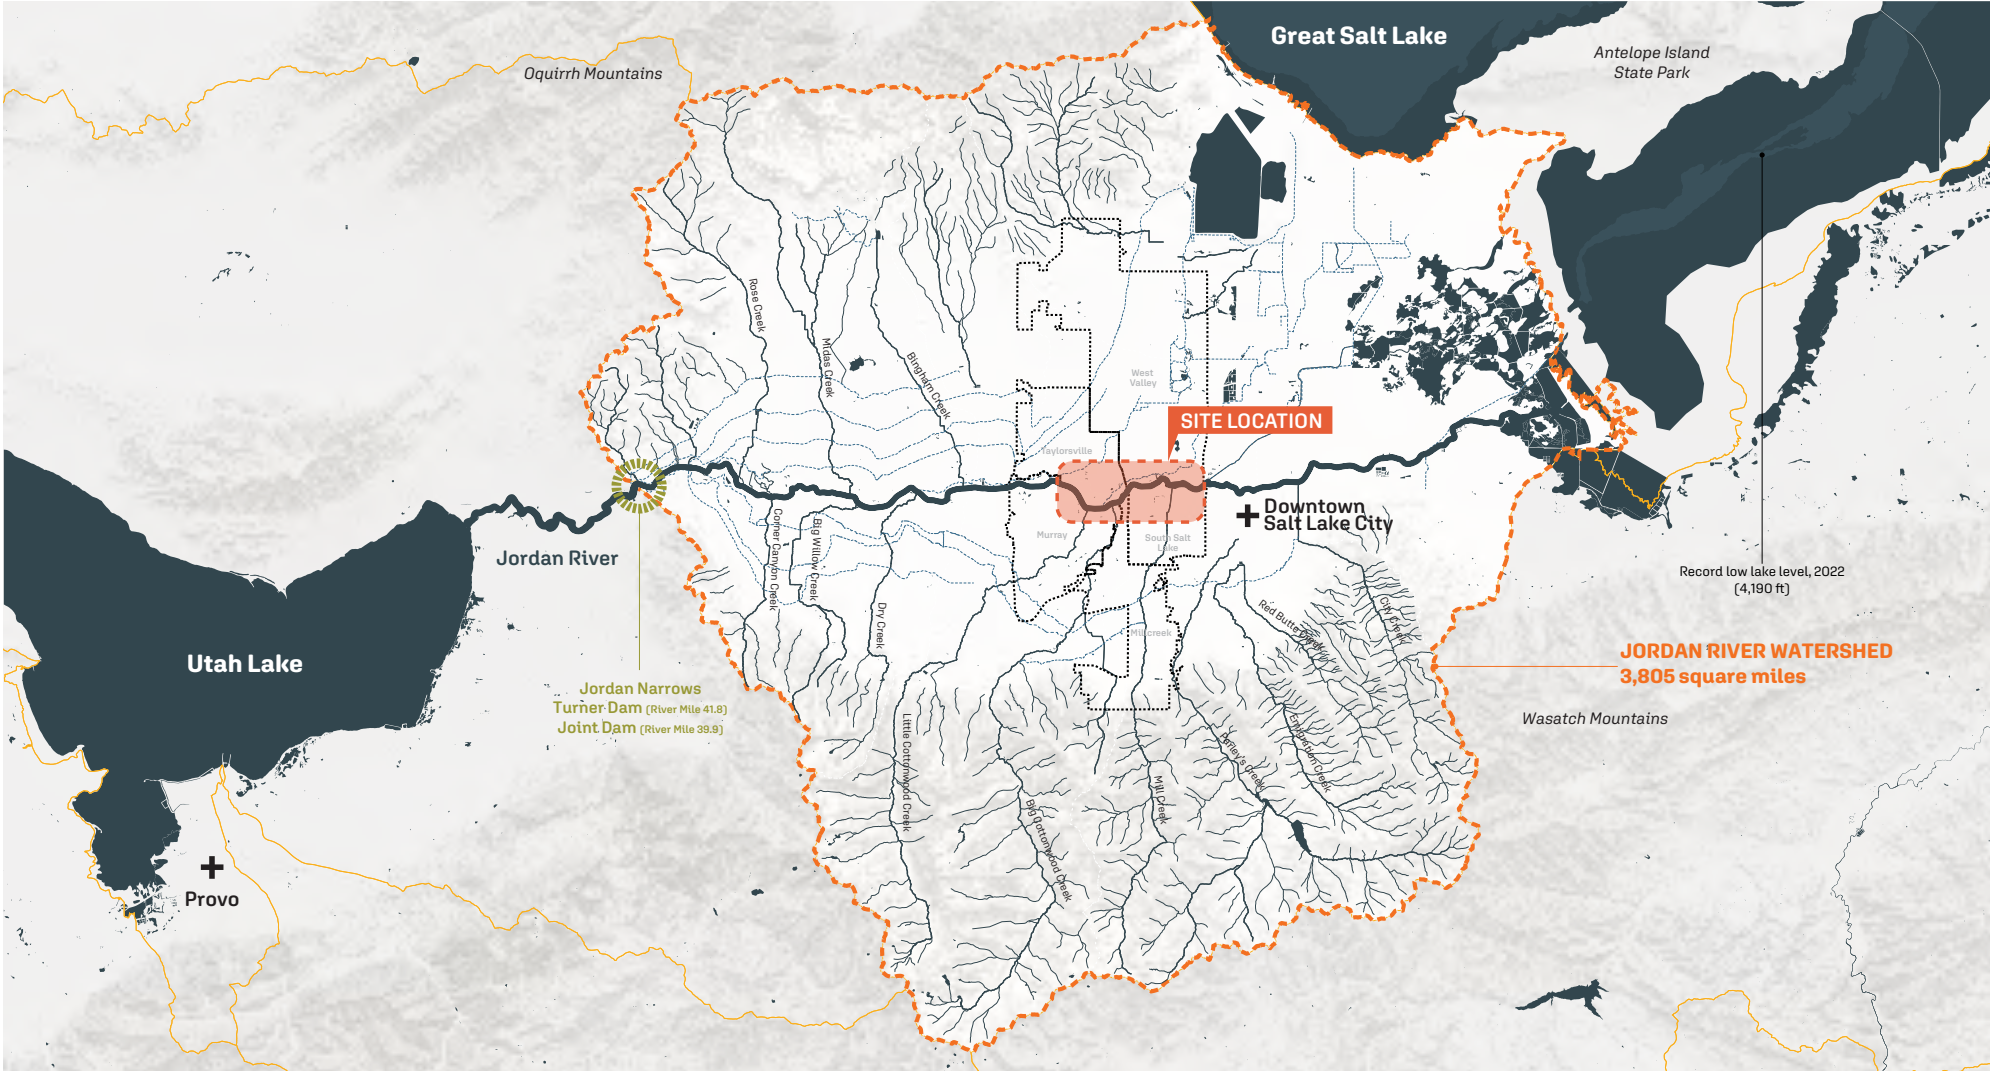 Great Salt Lake
Antelope Island
State Park
Oquirrh Mountains
Rose Creek
Midas Creek
Bingham Creek
West
Valley
SITE LOCATION
Taylorsville
Downtown
Salt Lake City
Murray
South Salt
Lake
Jordan River
Corner Canyon Creek
Big Willow Creek
Dry Creek
Record low lake level, 2022
(4,190 ft)
Red Butte Creek
City Creek
Millcreek
JORDAN RIVER WATERSHED
3,805 square miles
Utah Lake
Jordan Narrows
Turner Dam (River Mile 41.8)
Joint Dam (River Mile 39.9)
Wasatch Mountains
Little Cottonwood Creek
Big Cottonwood Creek
Mill Creek
Parley's Creek
Emigration Creek
Provo